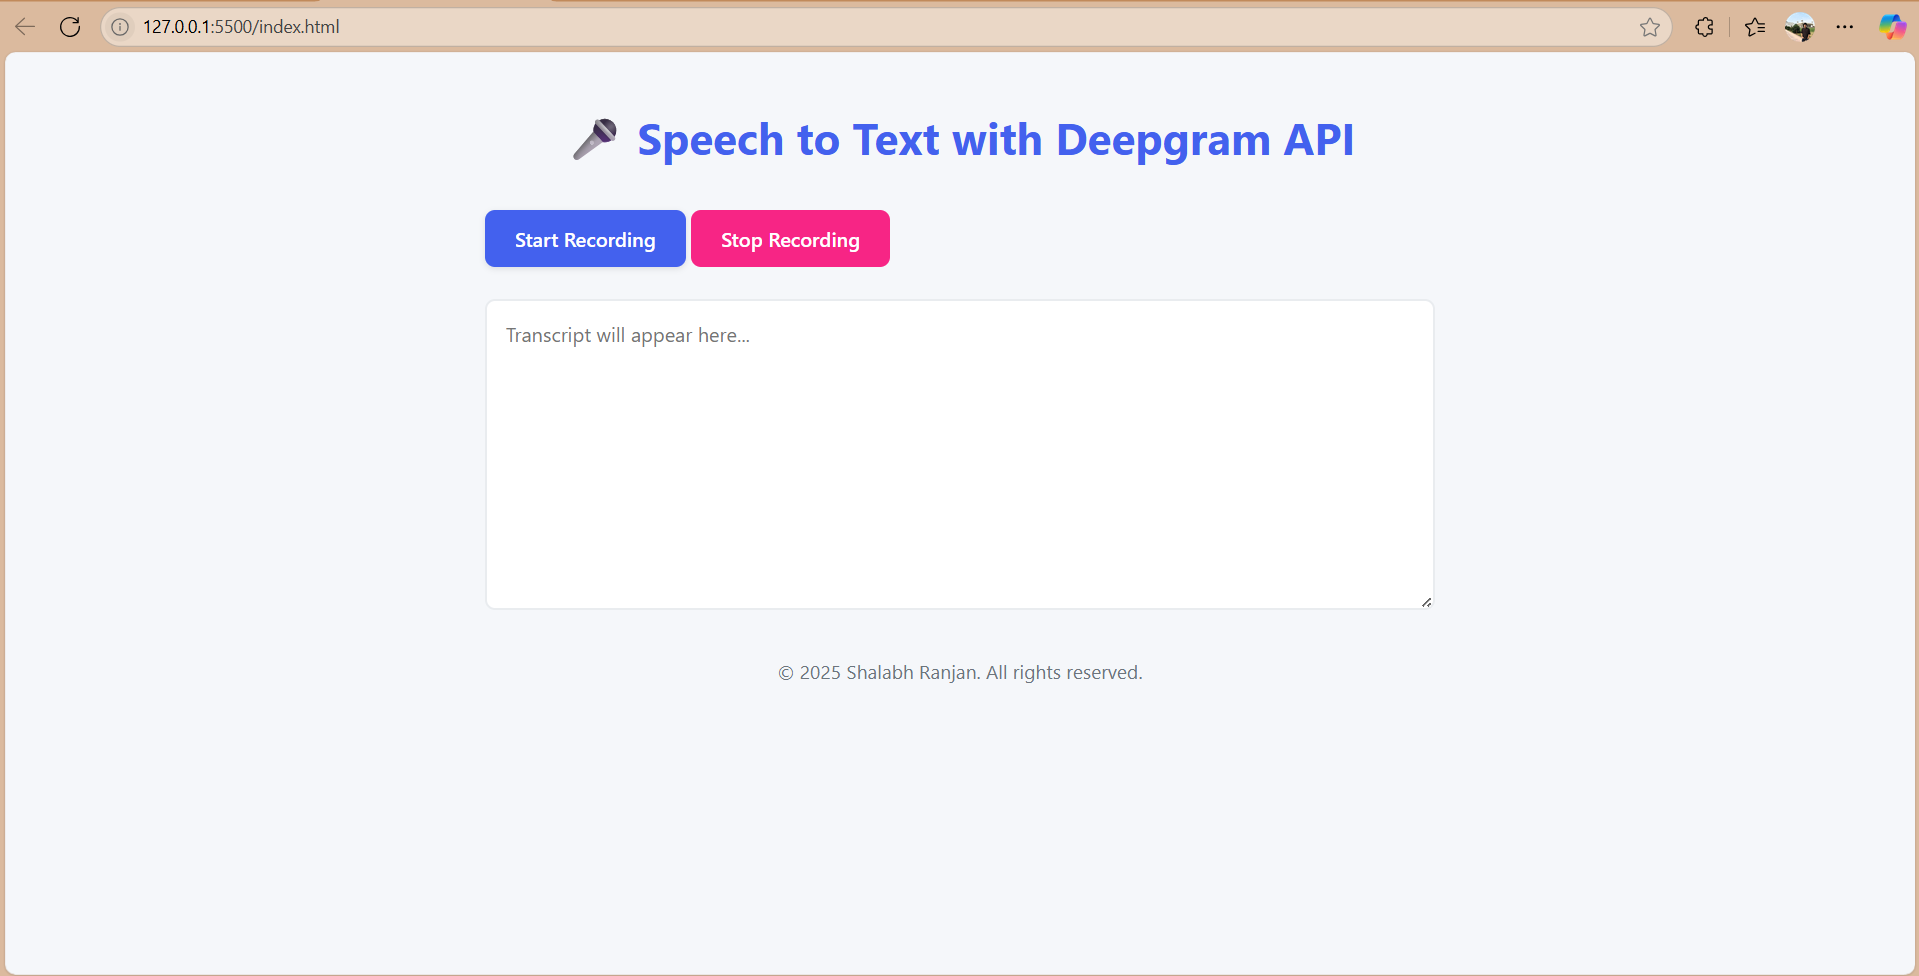 127.0.0.1:5500/index.html
🎤 Speech to Text with Deepgram API
Start Recording Stop Recording
Transcript will appear here...
© 2025 Shalabh Ranjan. All rights reserved.